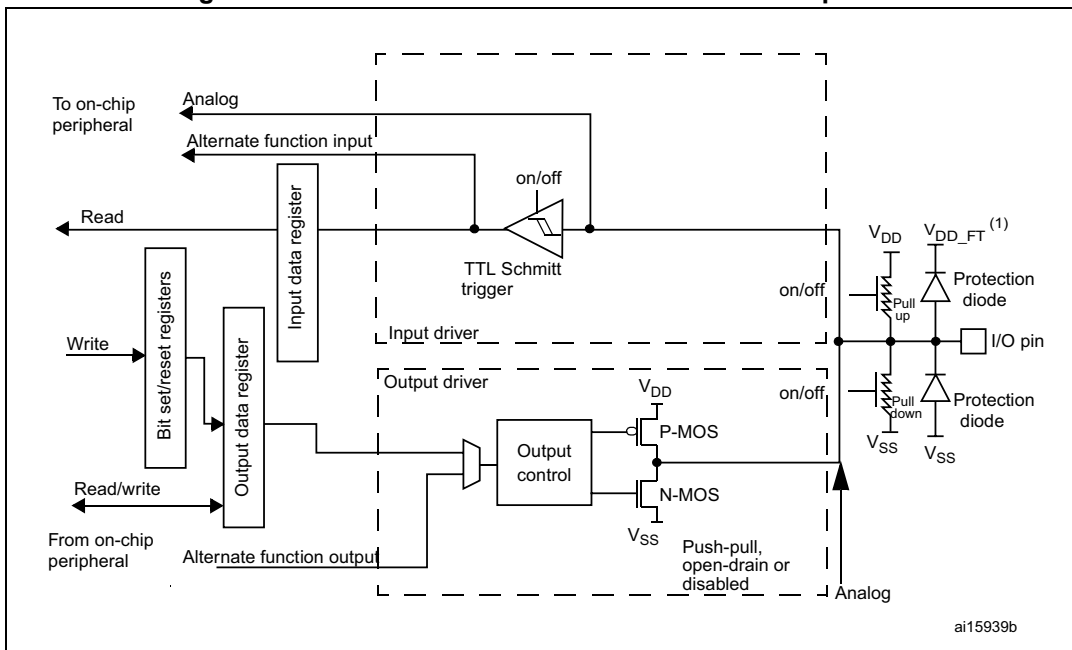 To on-chip
peripheral
Analog
Alternate function input
on/off
Read
Input data register
TTL Schmitt
trigger
Input driver
V_DD
V_DD_FT (1)
on/off
Pull
up
Protection
diode
I/O pin
Write
Bit set/reset registers
Output data register
Output driver
V_DD
P-MOS
Output
control
N-MOS
V_SS
Push-pull,
open-drain or
disabled
on/off
Pull
down
V_SS
Protection
diode
V_SS
Read/write
From on-chip
peripheral
Alternate function output
Analog
ai15939b